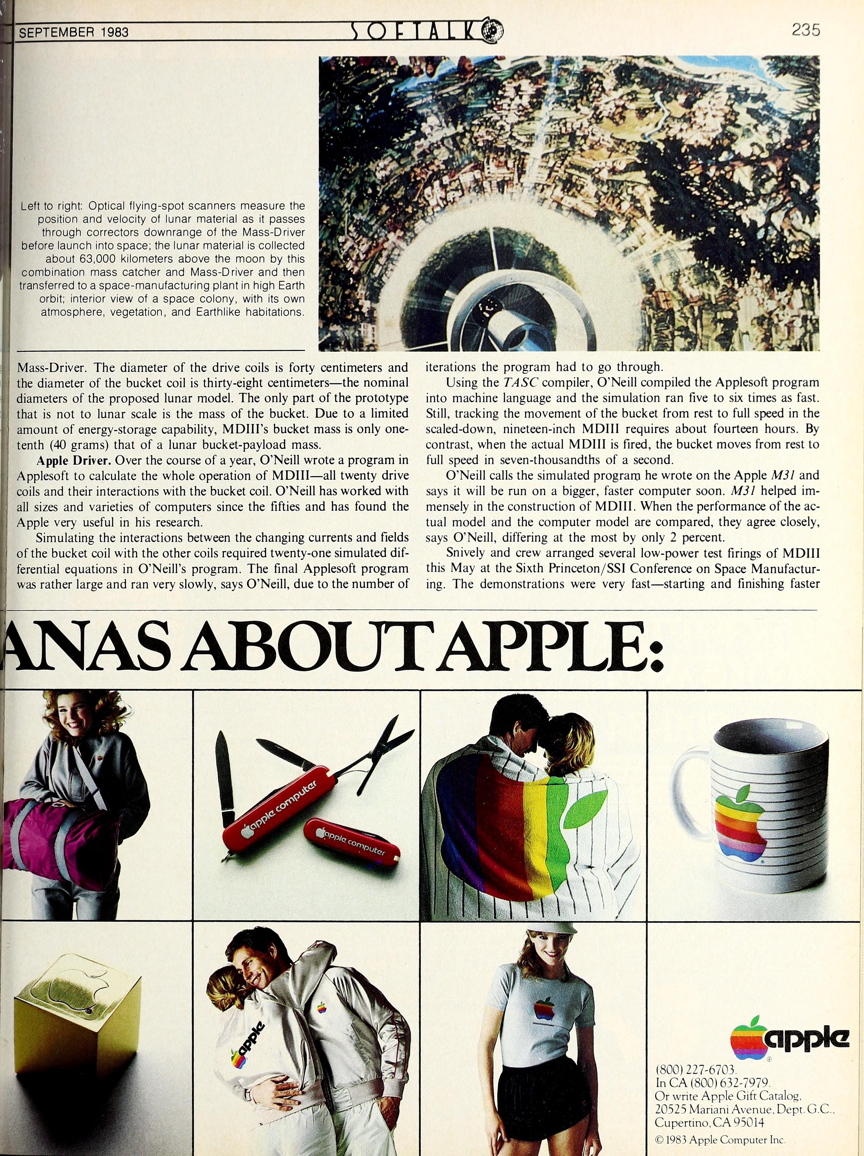 SEPTEMBER 1983
SOFTALK
235
Left to right: Optical flying-spot scanners measure the
position and velocity of lunar material as it passes
through correctors downrange of the Mass-Driver
before launch into space; the lunar material is collected
about 63,000 kilometers above the moon by this
combination mass catcher and Mass-Driver and then
transferred to a space-manufacturing plant in high Earth
orbit; interior view of a space colony, with its own
atmosphere, vegetation, and Earthlike habitations.
Mass-Driver. The diameter of the drive coils is forty centimeters and
the diameter of the bucket coil is thirty-eight centimeters—the nominal
diameters of the proposed lunar model. The only part of the prototype
that is not to lunar scale is the mass of the bucket. Due to a limited
amount of energy-storage capability, MDIII's bucket mass is only one-
tenth (40 grams) that of a lunar bucket-payload mass.
Apple Driver. Over the course of a year, O'Neill wrote a program in
Applesoft to calculate the whole operation of MDIII—all twenty drive
coils and their interactions with the bucket coil. O'Neill has worked with
all sizes and varieties of computers since the fifties and has found the
Apple very useful in his research.
Simulating the interactions between the changing currents and fields
of the bucket coil with the other coils required twenty-one simulated dif-
ferential equations in O'Neill's program. The final Applesoft program
was rather large and ran very slowly, says O'Neill, due to the number of
iterations the program had to go through.
Using the TASC compiler, O'Neill compiled the Applesoft program
into machine language and the simulation ran five to six times as fast.
Still, tracking the movement of the bucket from rest to full speed in the
scaled-down, nineteen-inch MDIII requires about fourteen hours. By
contrast, when the actual MDIII is fired, the bucket moves from rest to
full speed in seven-thousandths of a second.
O'Neill calls the simulated program he wrote on the Apple M31 and
says it will be run on a bigger, faster computer soon. M31 helped im-
mensely in the construction of MDIII. When the performance of the ac-
tual model and the computer model are compared, they agree closely,
says O'Neill, differing at the most by only 2 percent.
Snively and crew arranged several low-power test firings of MDIII
this May at the Sixth Princeton/SSI Conference on Space Manufactur-
ing. The demonstrations were very fast—starting and finishing faster
ANAS ABOUT APPLE:
apple computer
apple computer
apple
apple
(800) 227-6703.
In CA (800) 632-7979.
Or write Apple Gift Catalog,
20525 Mariani Avenue, Dept. G.C.,
Cupertino, CA 95014
© 1983 Apple Computer Inc.